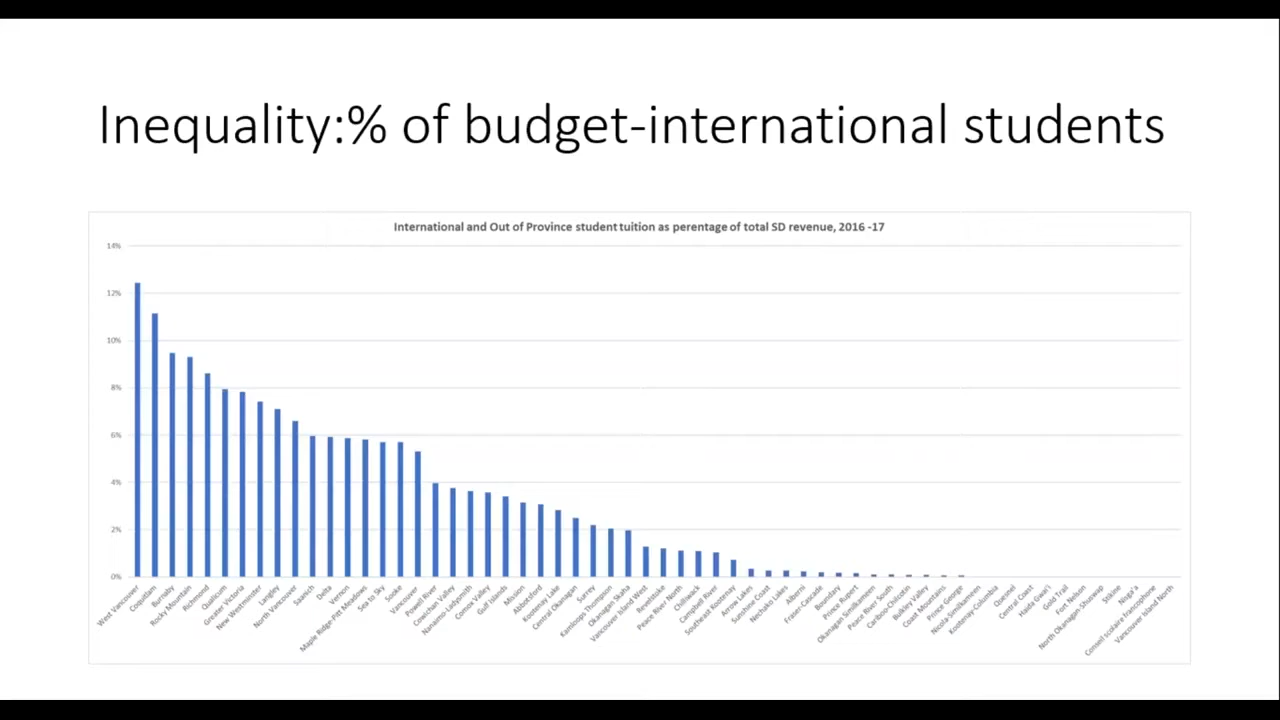 Inequality:% of budget-international students
International and Out of Province student tuition as perentage of total SD revenue, 2016 -17
14%
12%
10%
8%
6%
4%
2%
0%
West Vancouver
Coquitlam
Burnaby
Rocky Mountain
Richmond
Qualicum
Greater Victoria
New Westminster
Langley
North Vancouver
Saanich
Delta
Vernon
Maple Ridge-Pitt Meadows
Sea to Sky
Sooke
Vancouver
Powell River
Cowichan Valley
Nanaimo-Ladysmith
Comox Valley
Gulf Islands
Mission
Abbotsford
Kootenay Lake
Central Okanagan
Surrey
Kamloops Thompson
Okanagan Skaha
Vancouver Island West
Revelstoke
Peace River North
Chilliwack
Campbell River
Southeast Kootenay
Arrow Lakes
Sunshine Coast
Nechako Lakes
Alberni
Fraser-Cascade
Boundary
Prince Rupert
Okanagan Similkameen
Peace River South
Cariboo-Chilcotin
Bulkley Valley
Coast Mountains
Prince George
Nicola-Similkameen
Kootenay-Columbia
Quesnel
Central Coast
Haida Gwai'i
Gold Trail
Fort Nelson
North Okanagan-Shuswap
Stikine
Nisga'a
Conseil scolaire francophone
Vancouver Island North